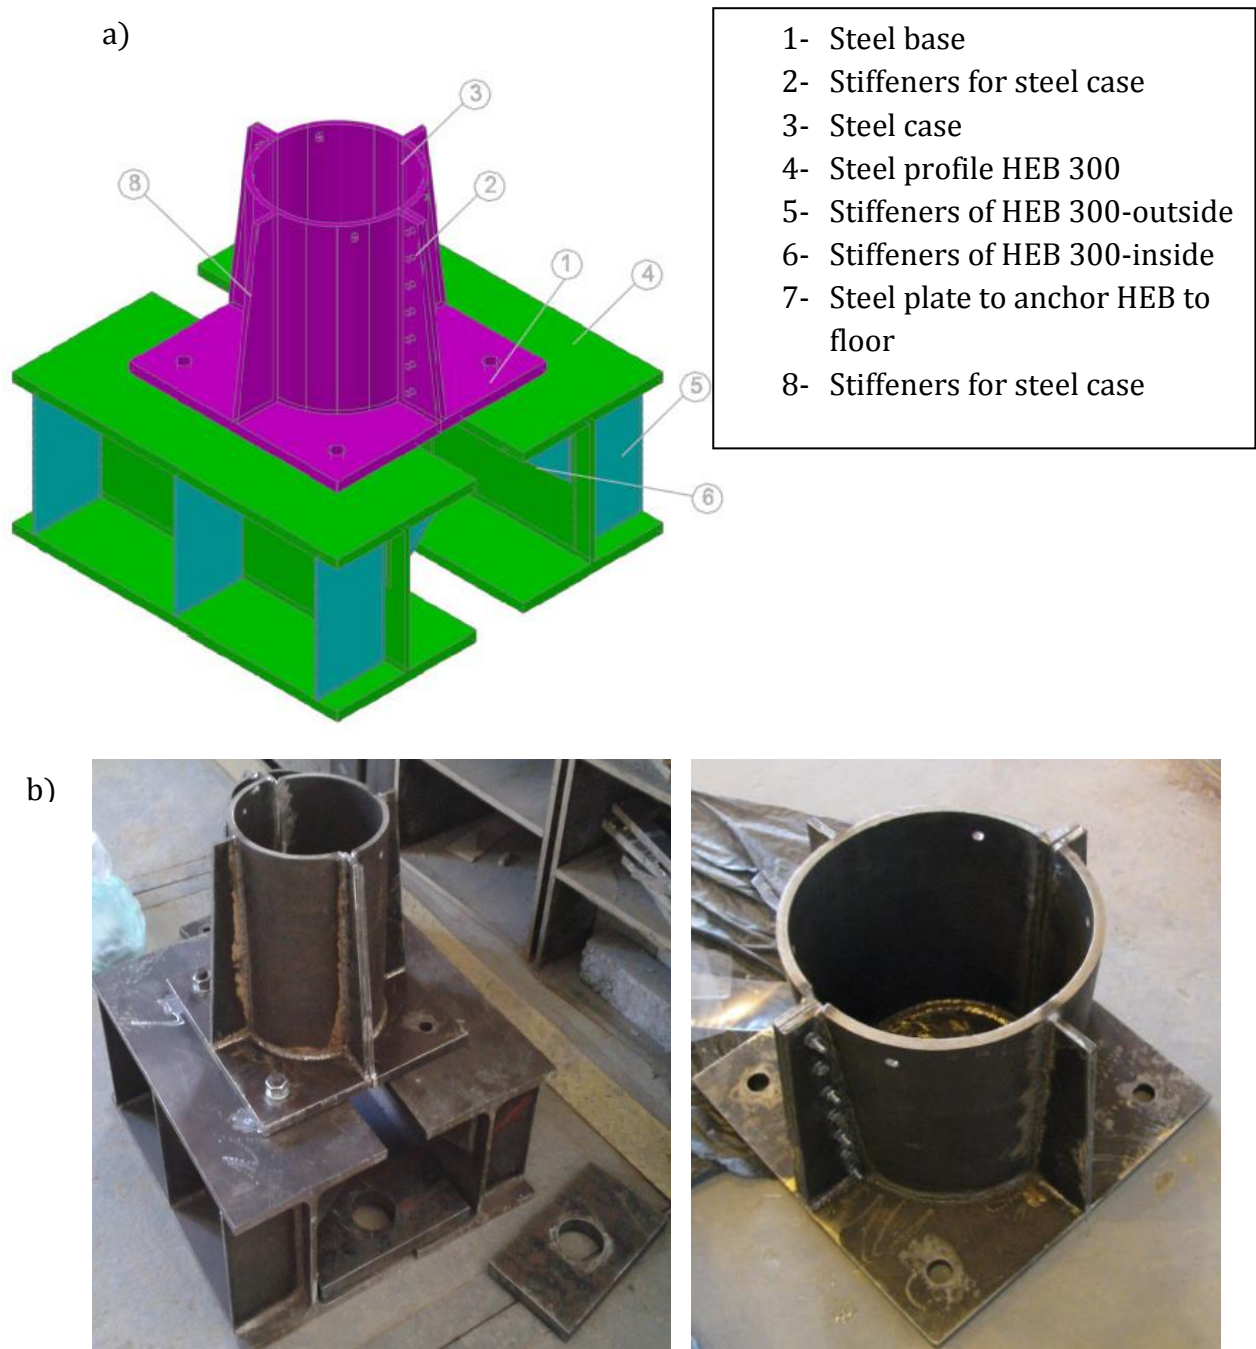 a)
1- Steel base
2- Stiffeners for steel case
3- Steel case
4- Steel profile HEB 300
5- Stiffeners of HEB 300-outside
6- Stiffeners of HEB 300-inside
7- Steel plate to anchor HEB to
floor
8- Stiffeners for steel case
3
8
2
1
4
5
6
b)